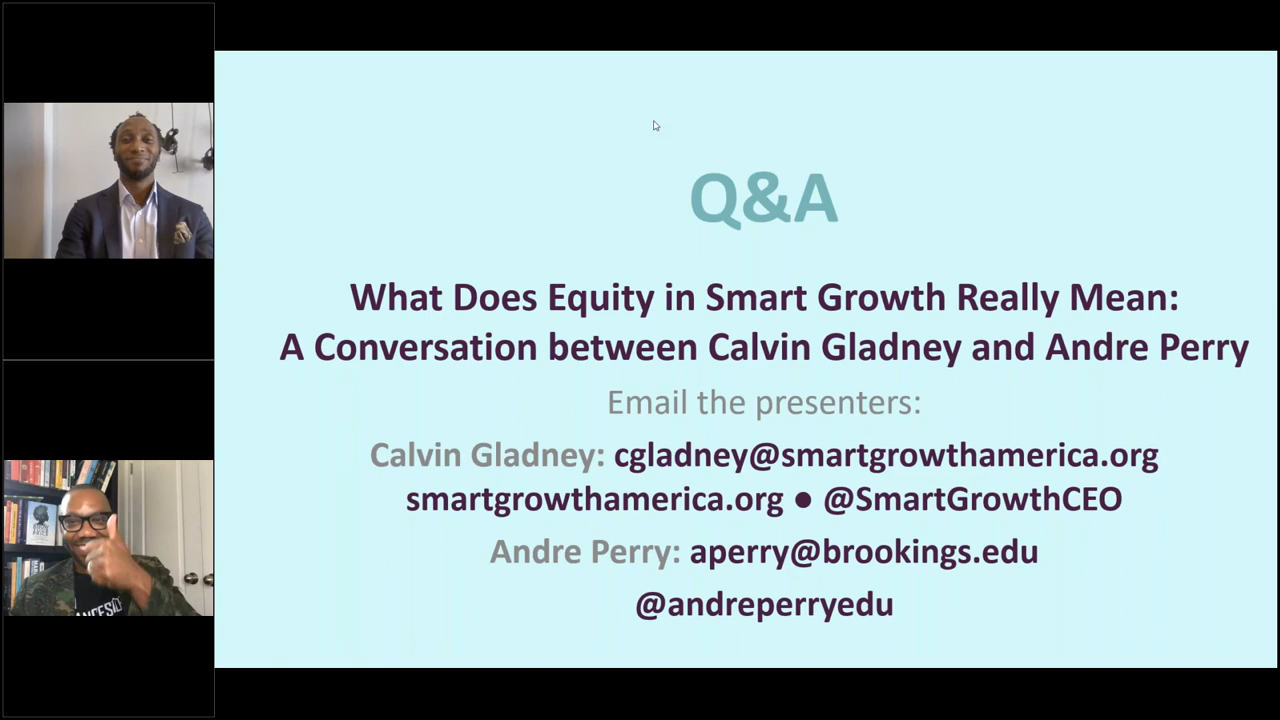 Q&A
What Does Equity in Smart Growth Really Mean:
A Conversation between Calvin Gladney and Andre Perry
Email the presenters:
Calvin Gladney: cgladney@smartgrowthamerica.org
smartgrowthamerica.org ● @SmartGrowthCEO
Andre Perry: aperry@brookings.edu
@andreperryedu